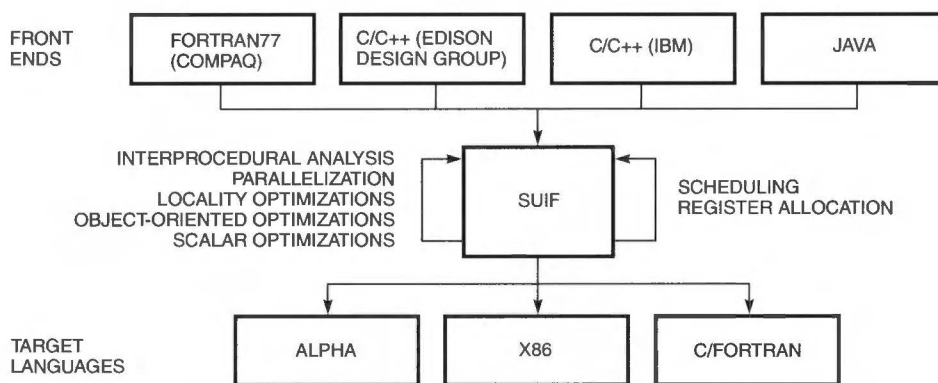 FRONT
ENDS
FORTRAN77
(COMPAQ)
C/C++ (EDISON
DESIGN GROUP)
C/C++ (IBM)
JAVA
INTERPROCEDURAL ANALYSIS
PARALLELIZATION
LOCALITY OPTIMIZATIONS
OBJECT-ORIENTED OPTIMIZATIONS
SCALAR OPTIMIZATIONS
SUIF
SCHEDULING
REGISTER ALLOCATION
TARGET
LANGUAGES
ALPHA
X86
C/FORTRAN